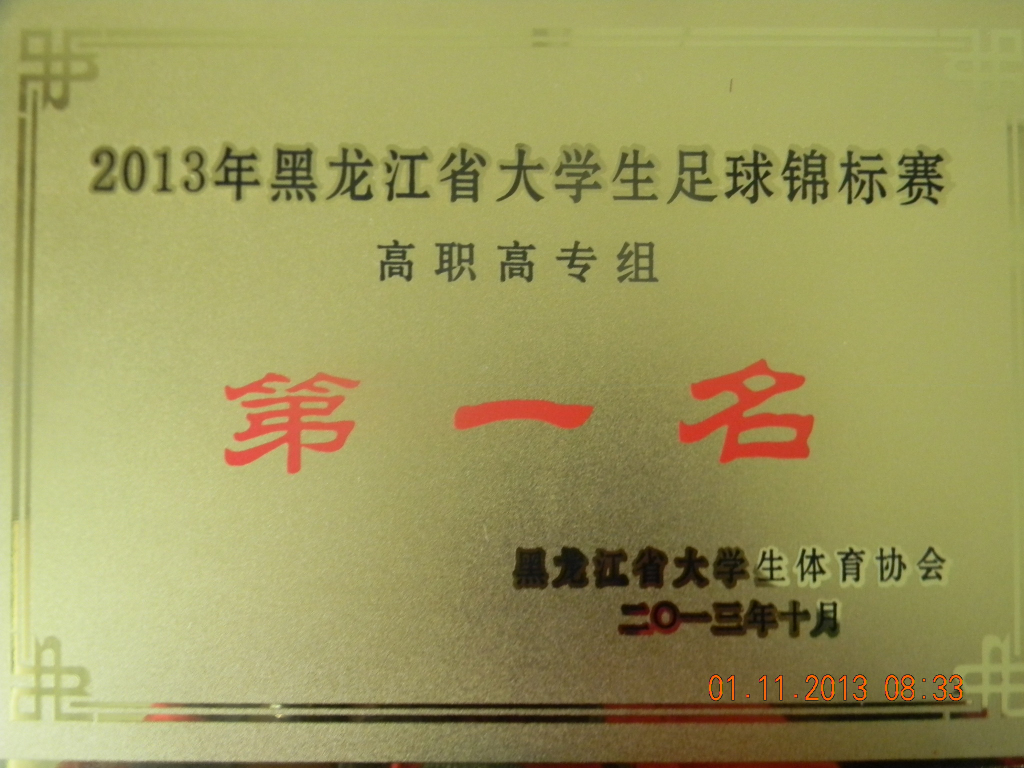 2013年黑龙江省大学生足球锦标赛
高职高专组
第一名
黑龙江省大学生体育协会
二〇一三年十月
01.11.2013 08:33